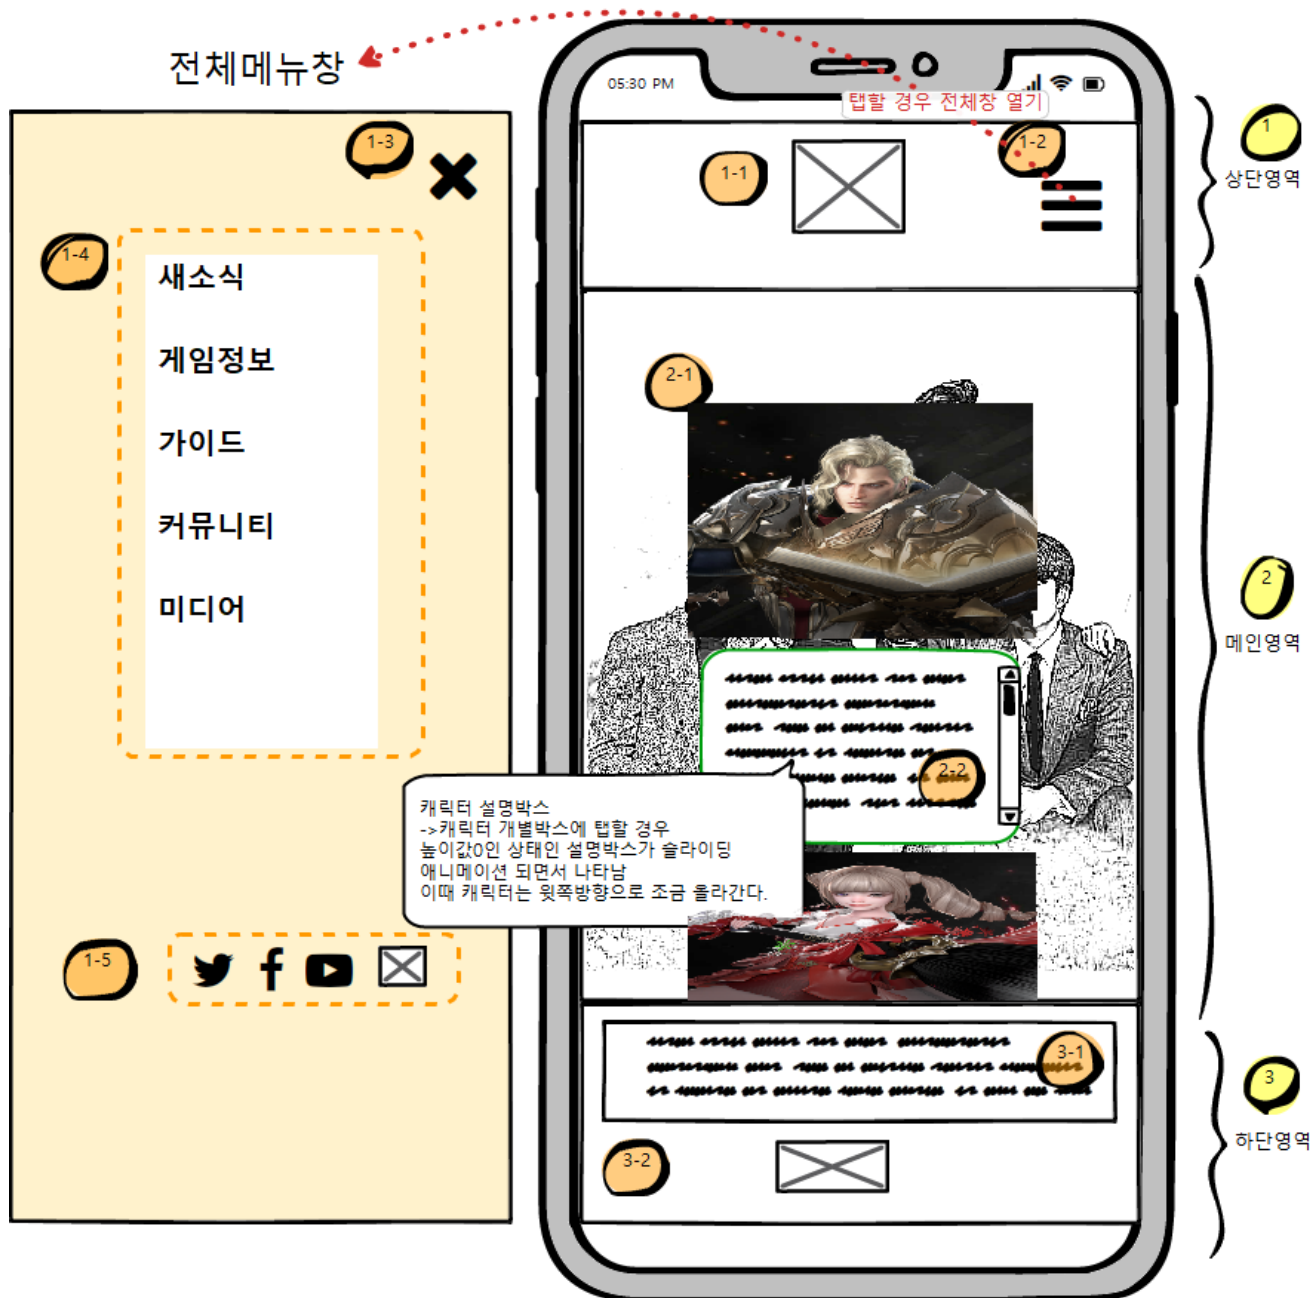 전체메뉴창
05:30 PM
탭할 경우 전체창 열기
1
상단영역
1-1
1-2
1-3
1-4
새소식
게임정보
가이드
커뮤니티
미디어
1-5
2-1
2
메인영역
2-2
캐릭터 설명박스
->캐릭터 개별박스에 탭할 경우
높이값0인 상태인 설명박스가 슬라이딩
애니메이션 되면서 나타남
이때 캐릭터는 윗쪽방향으로 조금 올라간다.
3-1
3
하단영역
3-2